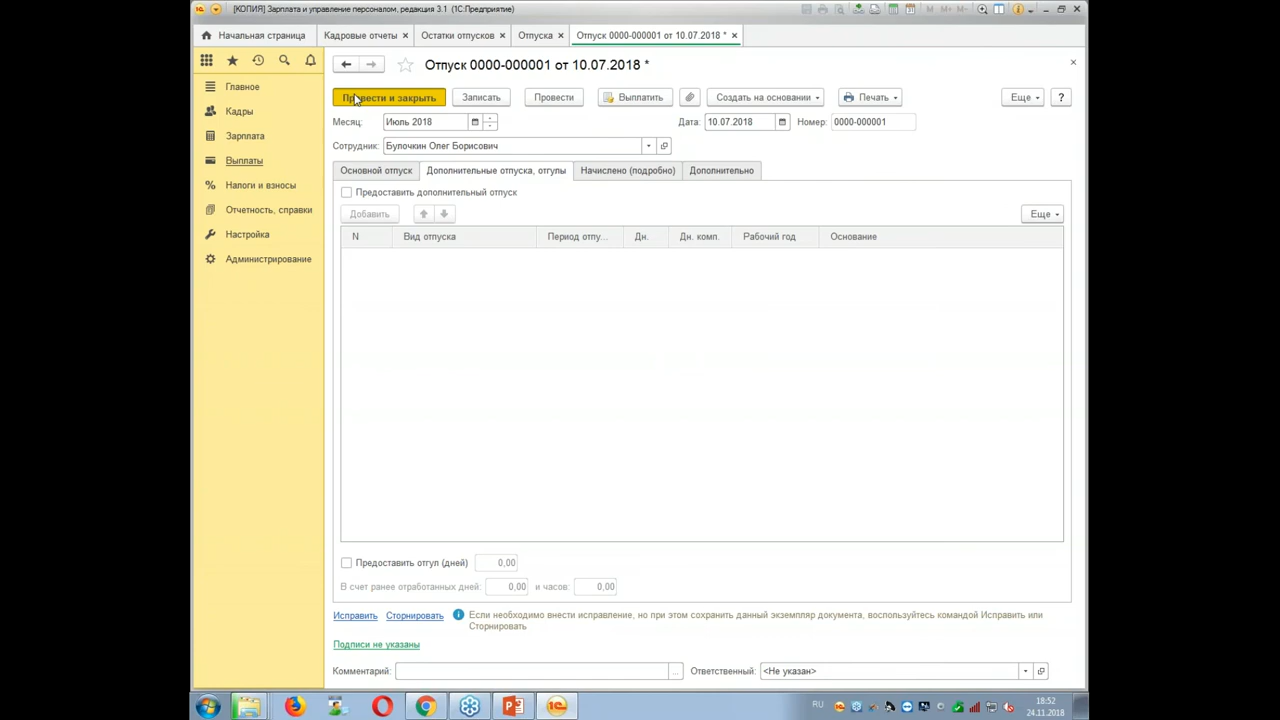 [КОПИЯ] Зарплата и управление персоналом, редакция 3.1 (1С:Предприятие)
M M+ M-
Начальная страница Кадровые отчеты × Остатки отпусков × Отпуска × Отпуск 0000-000001 от 10.07.2018 * ×
Отпуск 0000-000001 от 10.07.2018 *
Главное
Кадры
Зарплата
Выплаты
Налоги и взносы
Отчетность, справки
Настройка
Администрирование
Провести и закрыть Записать Провести Выплатить Создать на основании Печать Еще ?
Месяц: Июль 2018 Дата: 10.07.2018 Номер: 0000-000001
Сотрудник: Булочкин Олег Борисович
Основной отпуск Дополнительные отпуска, отгулы Начислено (подробно) Дополнительно
Предоставить дополнительный отпуск
Добавить Еще
N Вид отпуска Период отпу... Дн. Дн. комп. Рабочий год Основание
Предоставить отгул (дней) 0,00
В счет ранее отработанных дней: 0,00 и часов: 0,00
Исправить Сторнировать Если необходимо внести исправление, но при этом сохранить данный экземпляр документа, воспользуйтесь командой Исправить или
Сторнировать
Подписи не указаны
Комментарий: ... Ответственный: <Не указан>
RU 18:52
24.11.2018